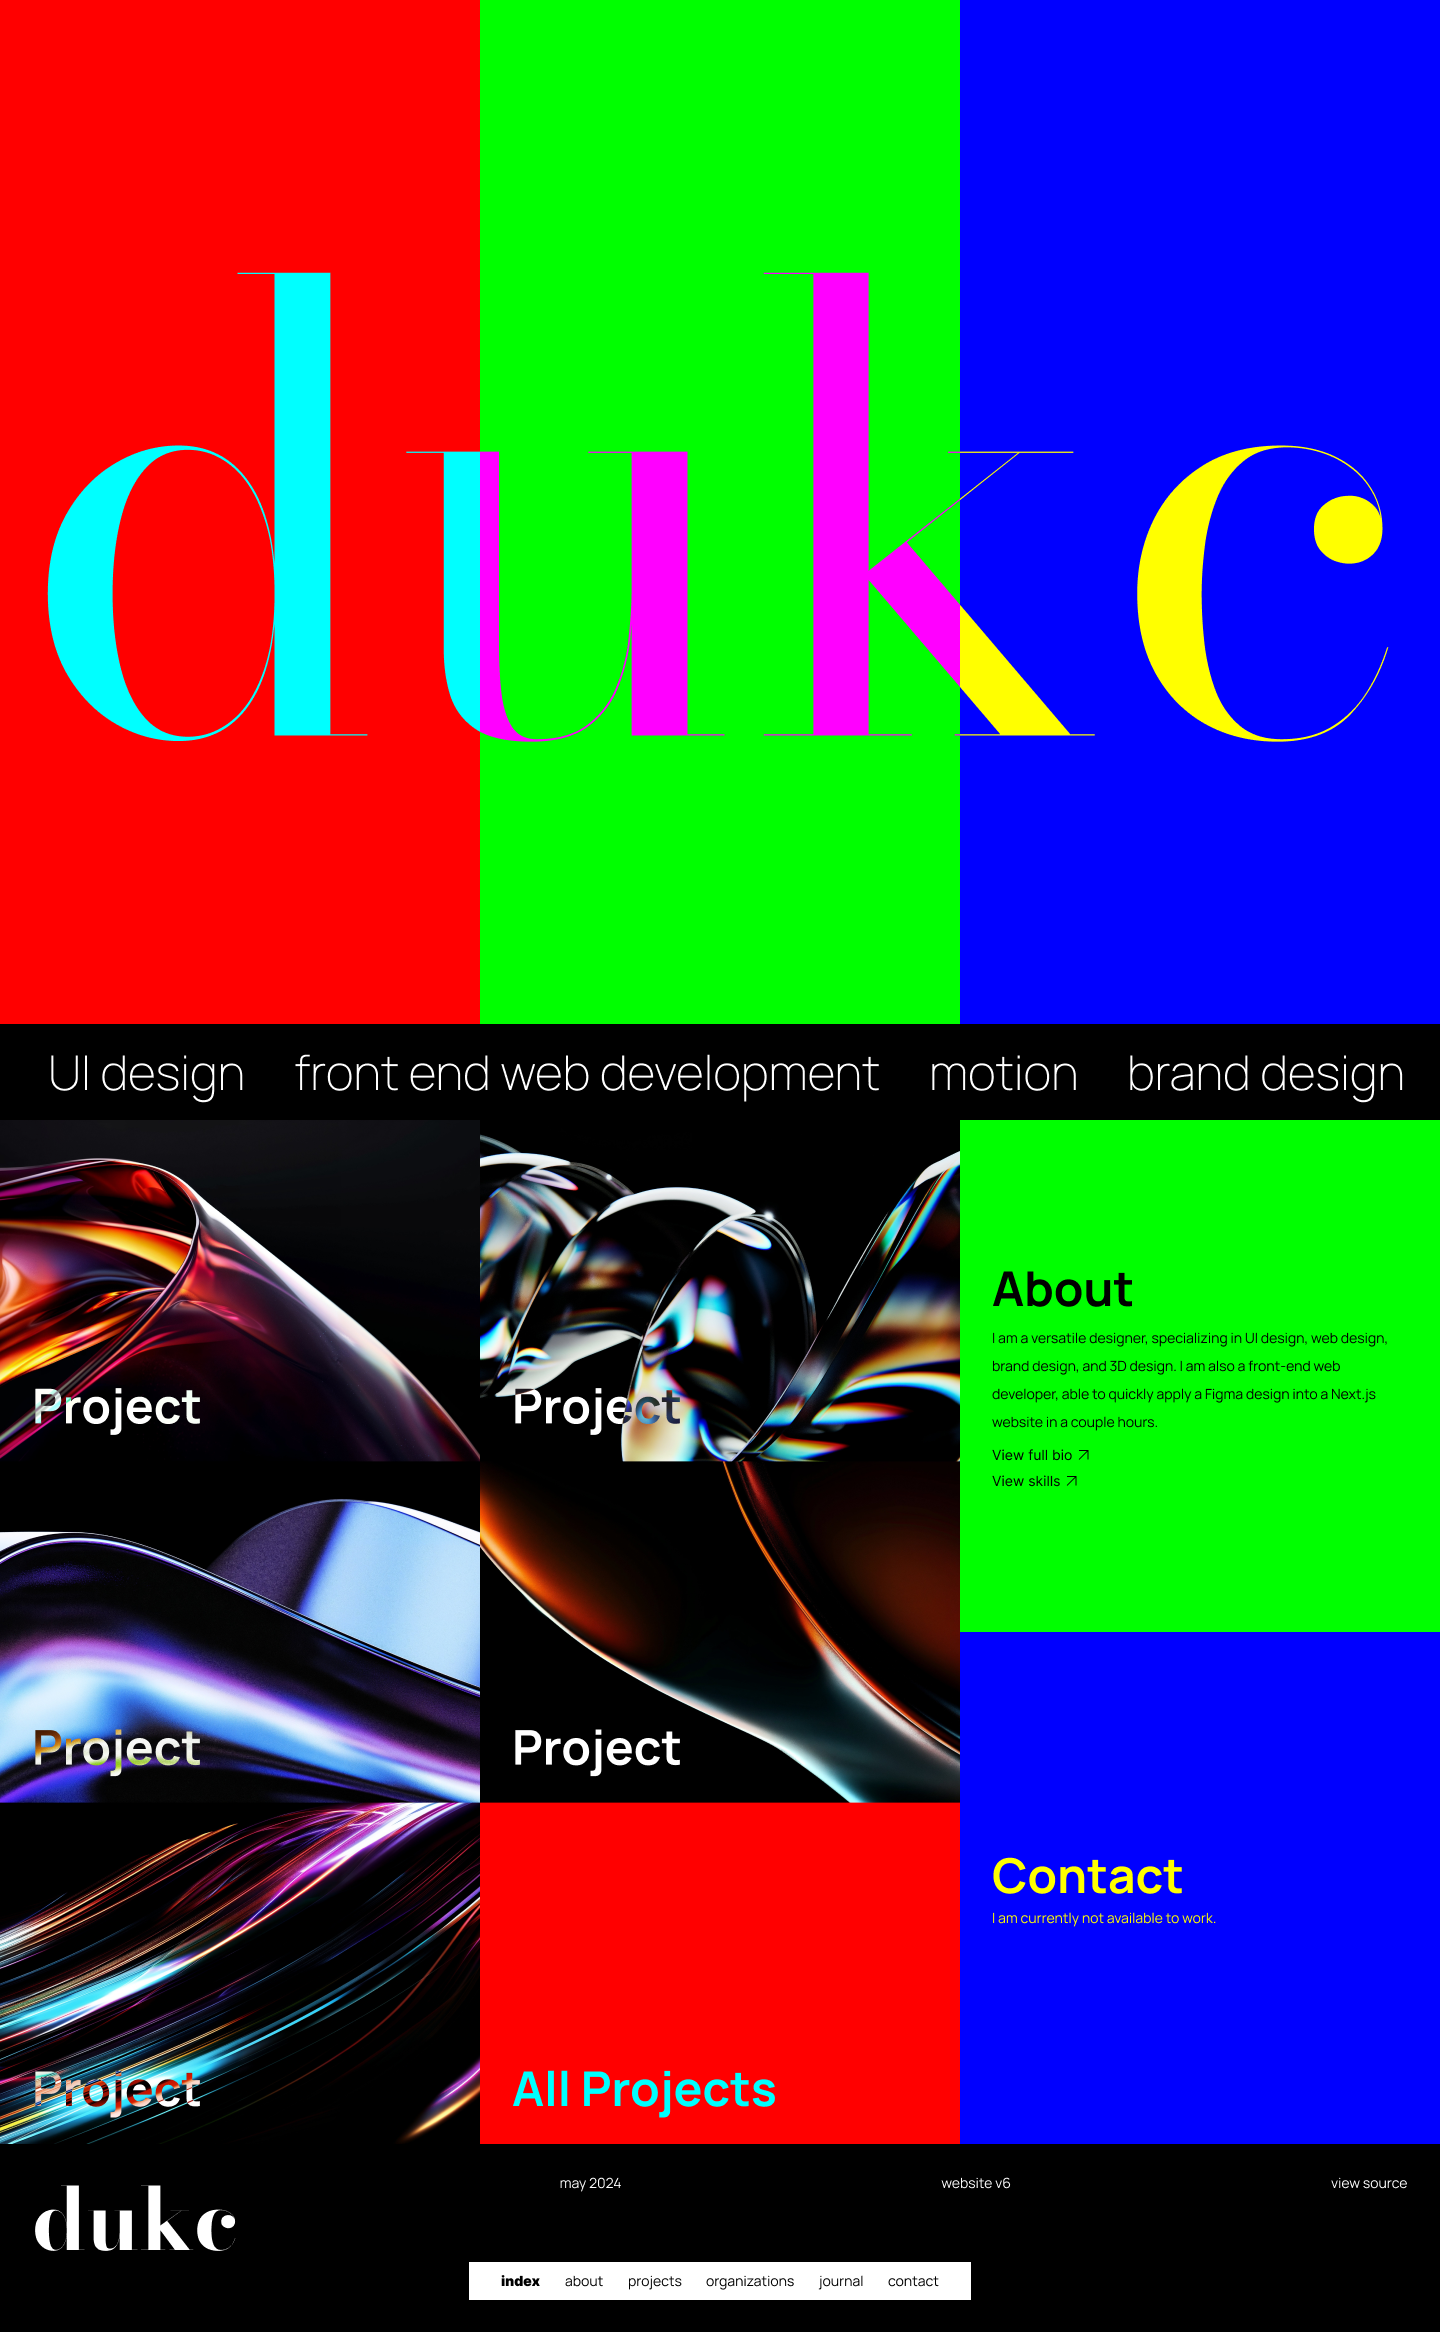 dukc
UI design front end web development motion brand design
Project
Project
About
I am a versatile designer, specializing in UI design, web design,
brand design, and 3D design. I am also a front-end web
developer, able to quickly apply a Figma design into a Next.js
website in a couple hours.
View full bio
View skills
Project
Project
Contact
I am currently not available to work.
Project
All Projects
dukc
may 2024
website v6
view source
index about projects organizations journal contact